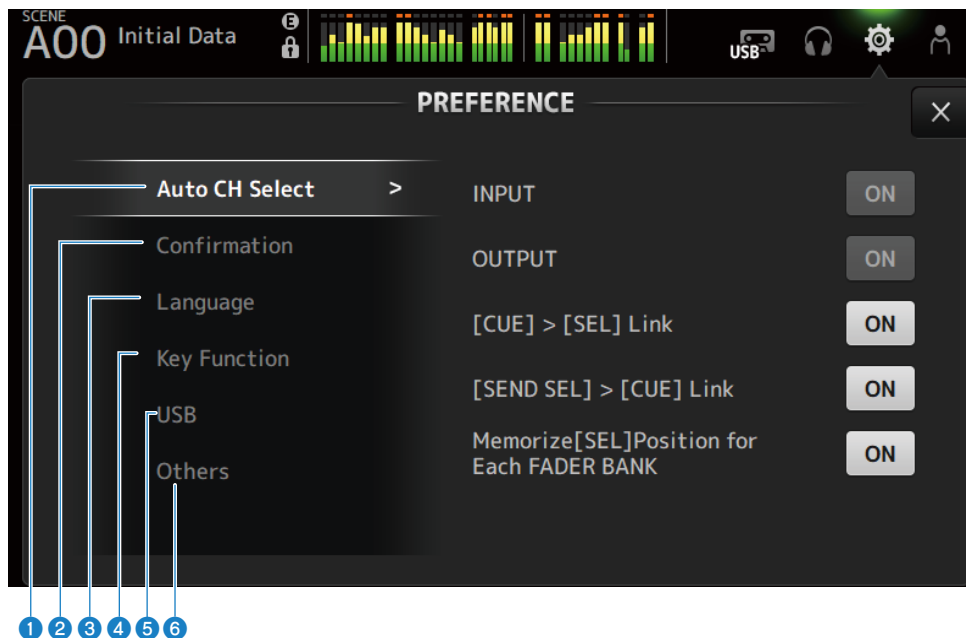 SCENE
A00 Initial Data
E
USB
PREFERENCE
Auto CH Select >
Confirmation
Language
Key Function
USB
Others
INPUT ON
OUTPUT ON
[CUE] > [SEL] Link ON
[SEND SEL] > [CUE] Link ON
Memorize[SEL]Position for
Each FADER BANK ON
1 2 3 4 5 6